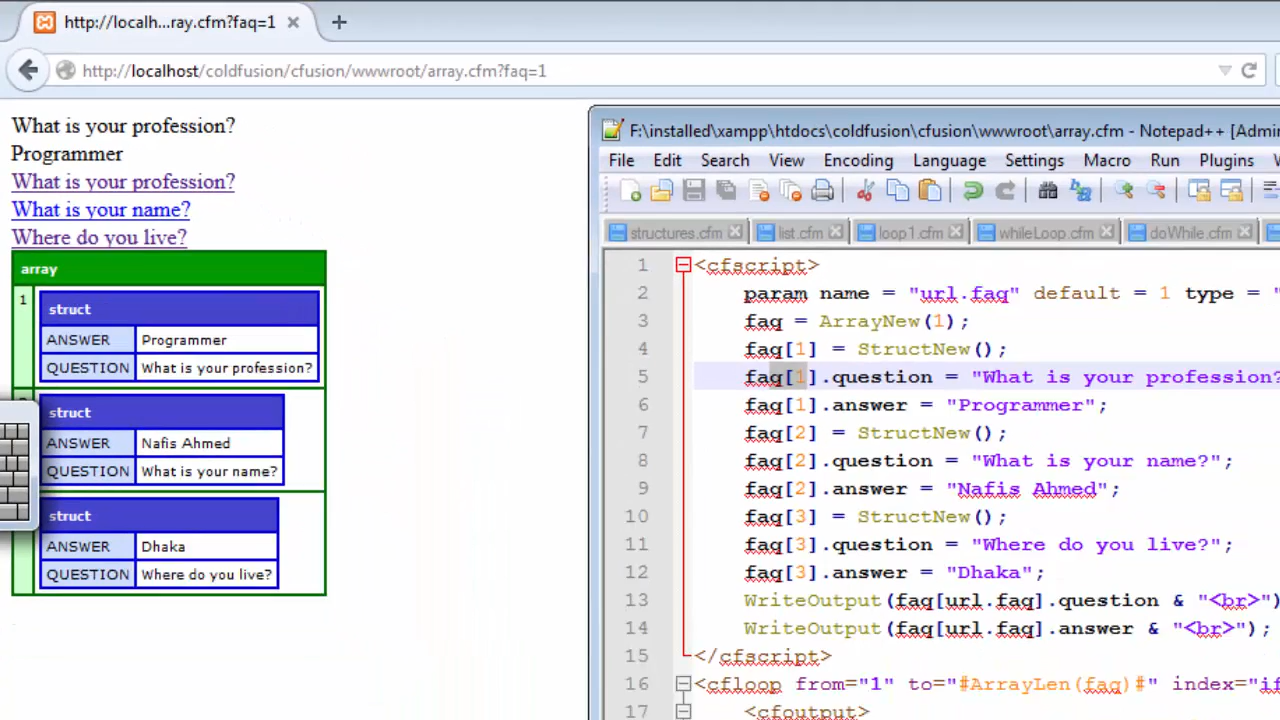 http://localh...ray.cfm?faq=1
http://localhost/coldfusion/cfusion/wwwroot/array.cfm?faq=1
What is your profession?
Programmer
What is your profession?
What is your name?
Where do you live?
array
1
struct
ANSWER Programmer
QUESTION What is your profession?
struct
ANSWER Nafis Ahmed
QUESTION What is your name?
struct
ANSWER Dhaka
QUESTION Where do you live?
F:\installed\xampp\htdocs\coldfusion\cfusion\wwwroot\array.cfm - Notepad++ [Admi
File Edit Search View Encoding Language Settings Macro Run Plugins
structures.cfm list.cfm loop1.cfm whileLoop.cfm doWhile.cfm
1 <cfscript>
2 param name = "url.faq" default = 1 type = "
3 faq = ArrayNew(1);
4 faq[1] = StructNew();
5 faq[1].question = "What is your profession?
6 faq[1].answer = "Programmer";
7 faq[2] = StructNew();
8 faq[2].question = "What is your name?";
9 faq[2].answer = "Nafis Ahmed";
10 faq[3] = StructNew();
11 faq[3].question = "Where do you live?";
12 faq[3].answer = "Dhaka";
13 WriteOutput(faq[url.faq].question & "<br>")
14 WriteOutput(faq[url.faq].answer & "<br>");
15 </cfscript>
16 <cfloop from="1" to="#ArrayLen(faq)#" index="if
17 <cfoutput>